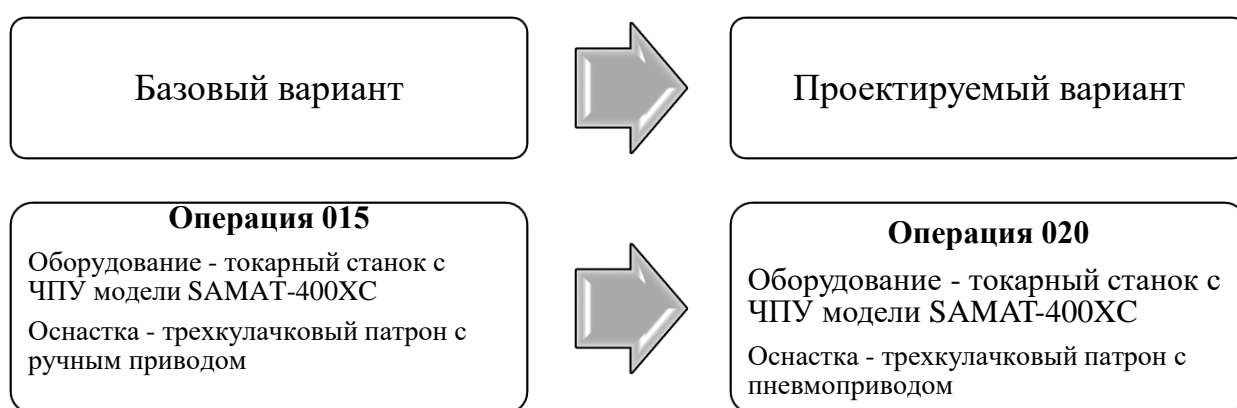 Базовый вариант
Проектируемый вариант
Операция 015
Оборудование - токарный станок с
ЧПУ модели SAMAT-400XC
Оснастка - трехкулачковый патрон с
ручным приводом
Операция 020
Оборудование - токарный станок с
ЧПУ модели SAMAT-400XC
Оснастка - трехкулачковый патрон с
пневмоприводом